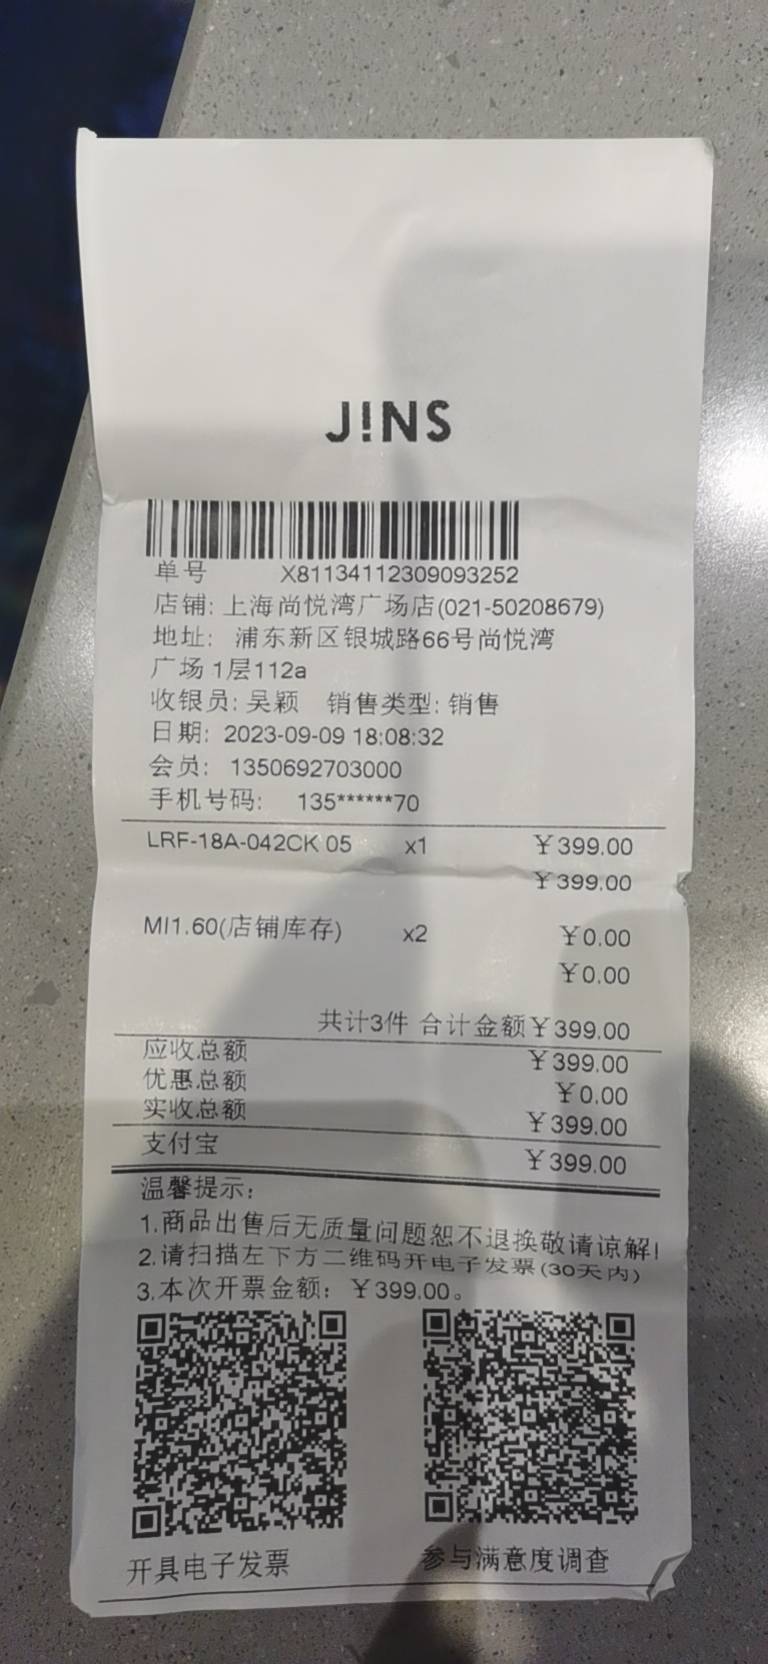 J!NS
单号 X811341123090932​52
店铺: 上海尚悦湾广场店(021-50208679)
地址: 浦东新区银城路66号尚悦湾
广场 1层112a
收银员: 吴颖 销售类型: 销售
日期: 2023-09-09 18:08:32
会员: 1350692703000
手机号码: 135******70
LRF-18A-042CK 05 x1 ￥399.00
￥399.00
MI1.60(店铺库存) x2 ￥0.00
￥0.00
共计3件 合计金额￥399.00
应收总额 ￥399.00
优惠总额 ￥0.00
实收总额 ￥399.00
支付宝 ￥399.00
温馨提示:
1.商品出售后无质量问题恕不退换敬请谅解!
2.请扫描左下方二维码开电子发票(30天内)
3.本次开票金额: ￥399.00。
开具电子发票 参与满意度调查